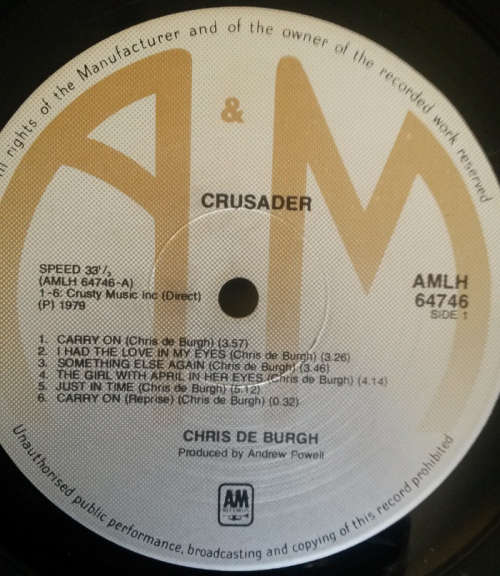 All rights of the Manufacturer and of the owner of the recorded work reserved
A & M
CRUSADER
SPEED 33⅓
(AMLH 64746-A)
1-6: Crusty Music inc (Direct)
(P) 1979
AMLH
64746
SIDE 1
1. CARRY ON (Chris de Burgh) (3.57)
2. I HAD THE LOVE IN MY EYES (Chris de Burgh) (3.26)
3. SOMETHING ELSE AGAIN (Chris de Burgh) (3.46)
4. THE GIRL WITH APRIL IN HER EYES (Chris de Burgh) (4.14)
5. JUST IN TIME (Chris de Burgh) (5.12)
6. CARRY ON (Reprise) (Chris de Burgh) (0.32)
CHRIS DE BURGH
Produced by Andrew Powell
AM
RECORDS
Unauthorised public performance, broadcasting and copying of this record prohibited